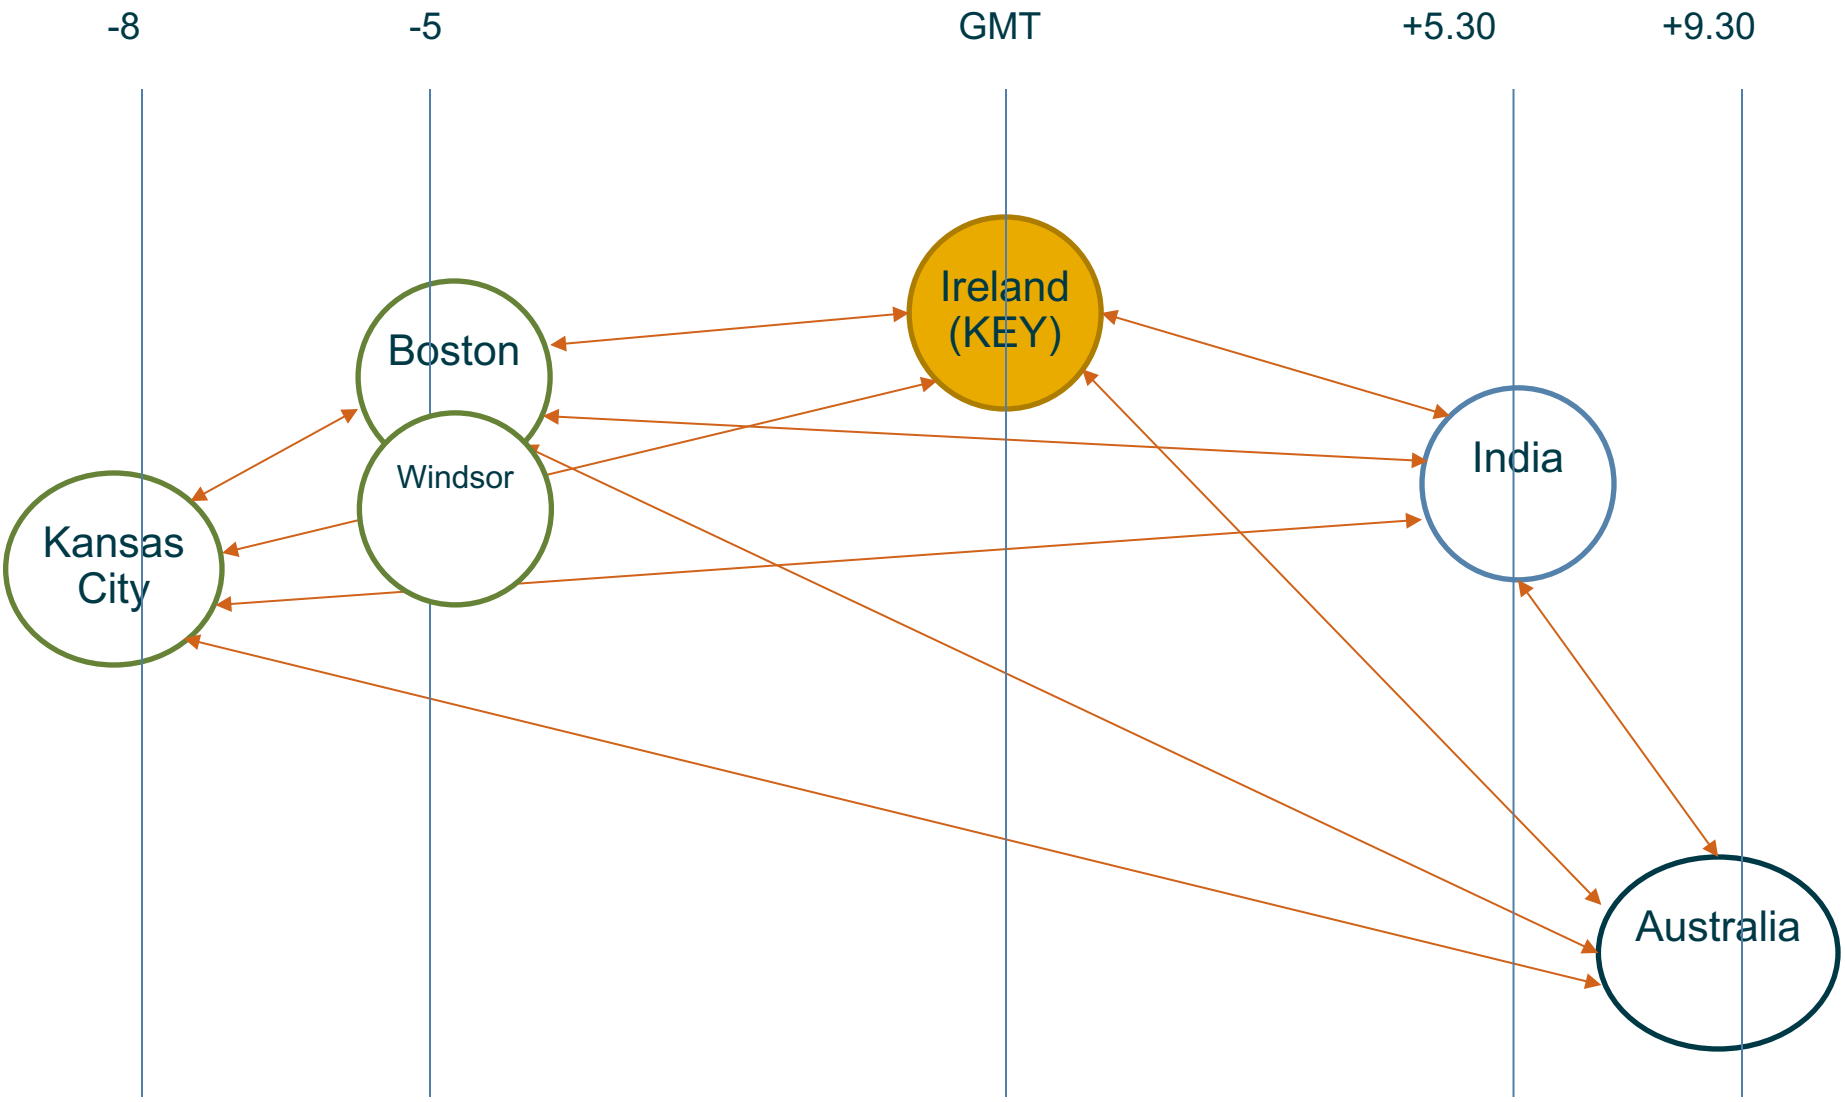 -8
-5
GMT
+5.30
+9.30
Ireland
(KEY)
Boston
India
Windsor
Kansas
City
Australia